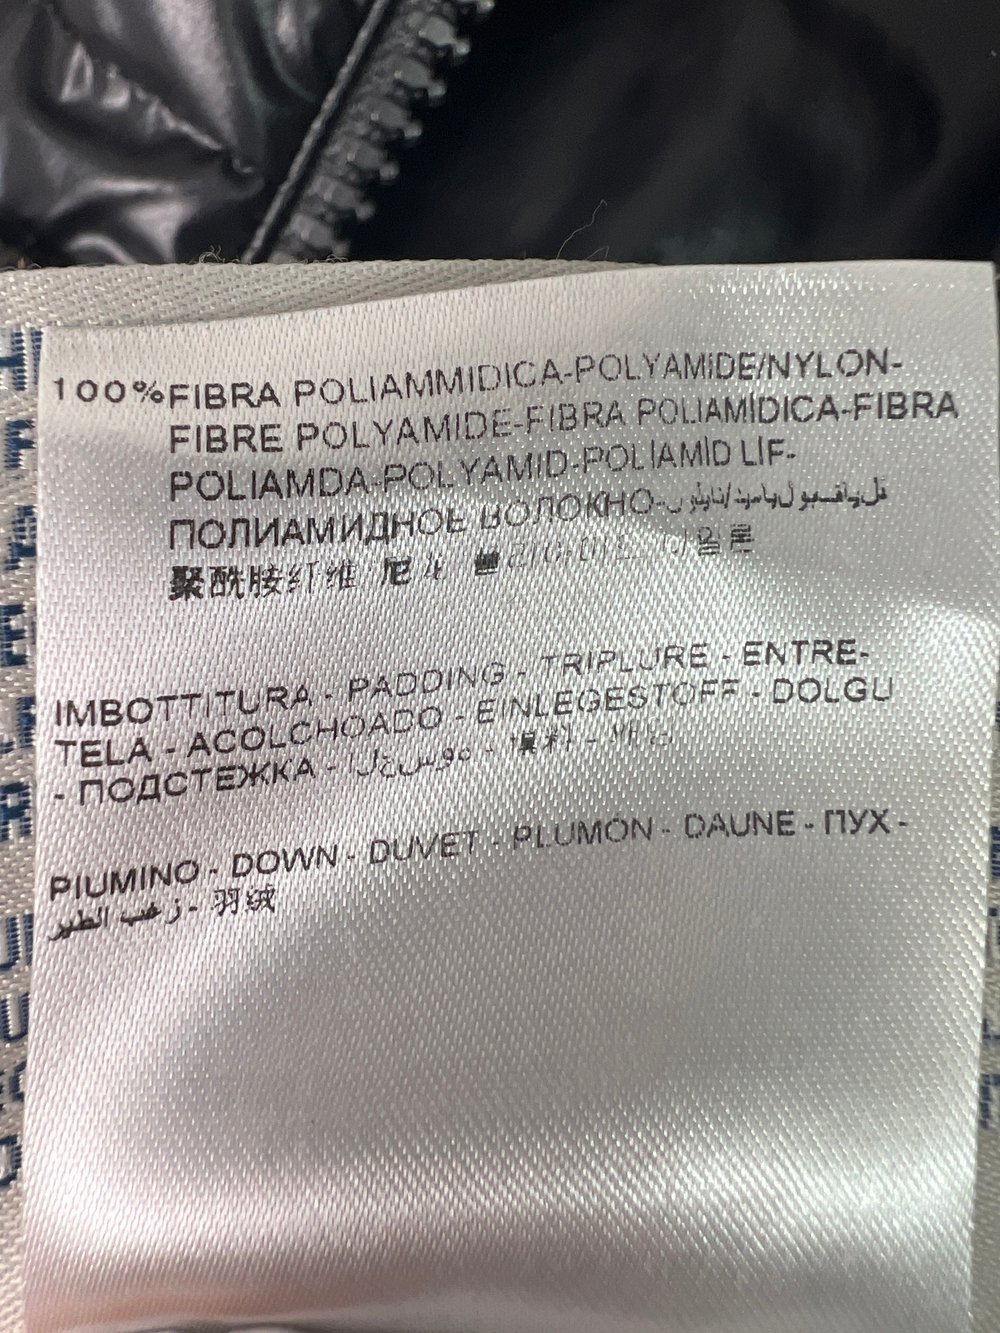 100%FIBRA POLIAMMIDICA-POLYAMIDE/NYLON-
FIBRE POLYAMIDE-FIBRA POLIAMIDICA-FIBRA
POLIAMDA-POLYAMID-POLIAMID LIF-
ПОЛИАМИДНОЕ ВОЛОКНО-
聚酰胺纤维
IMBOTTITURA - PADDING - TRIPLURE - ENTRE-
TELA - ACOLCHOADO - EINLEGESTOFF - DOLGU
- ПОДСТЕЖКА -
PIUMINO - DOWN - DUVET - PLUMON - DAUNE - ПУХ -
زغب الطير - 羽绒